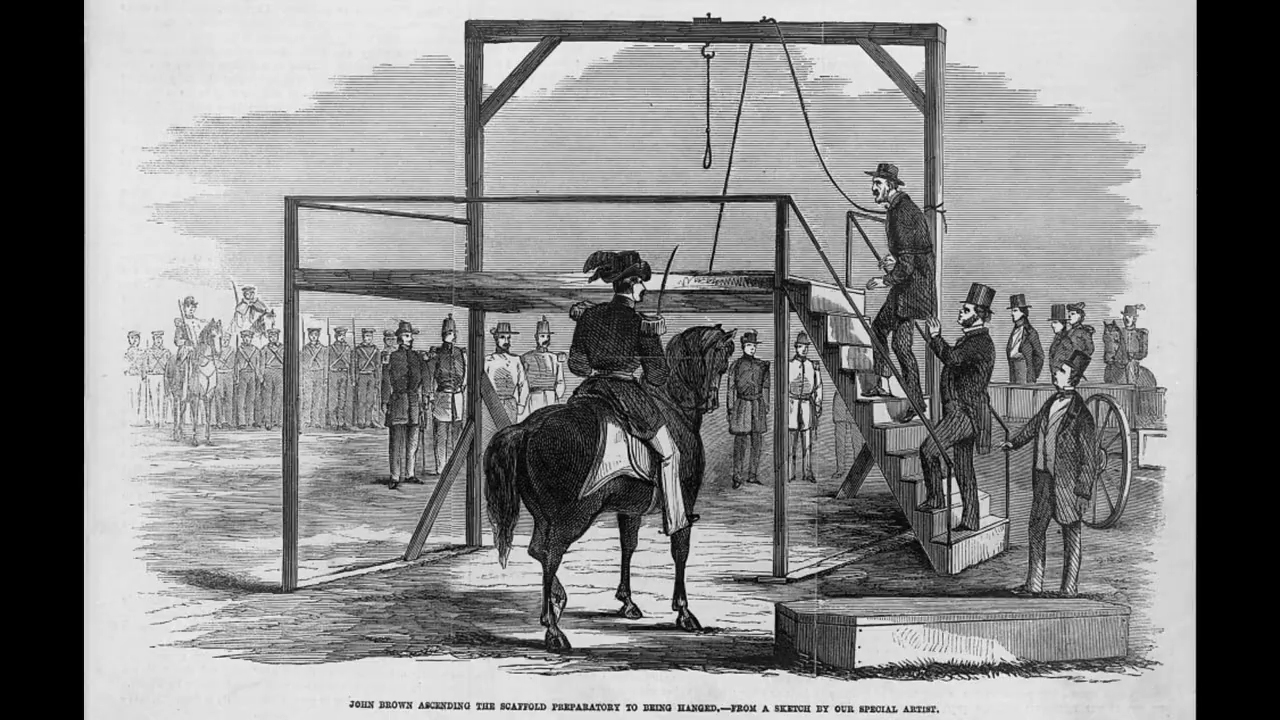 JOHN BROWN ASCENDING THE SCAFFOLD PREPARATORY TO BEING HANGED.—FROM A SKETCH BY OUR SPECIAL ARTIST.